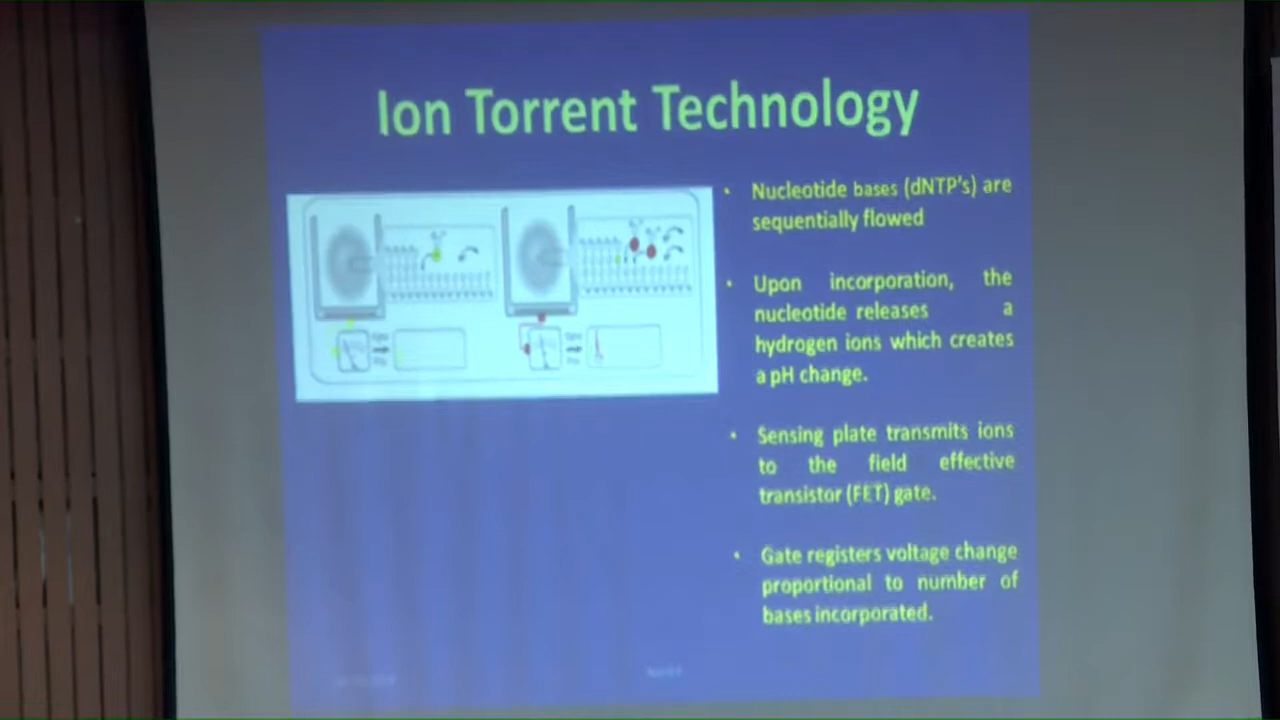 Ion Torrent Technology
• Nucleotide bases (dNTP's) are
sequentially flowed
• Upon incorporation, the
nucleotide releases a
hydrogen ions which creates
a pH change.
• Sensing plate transmits ions
to the field effective
transistor (FET) gate.
• Gate registers voltage change
proportional to number of
bases incorporated.